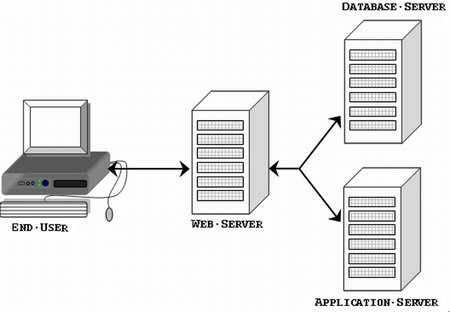 DATABASE·SERVER
END·USER
WEB·SERVER
APPLICATION·SERVER